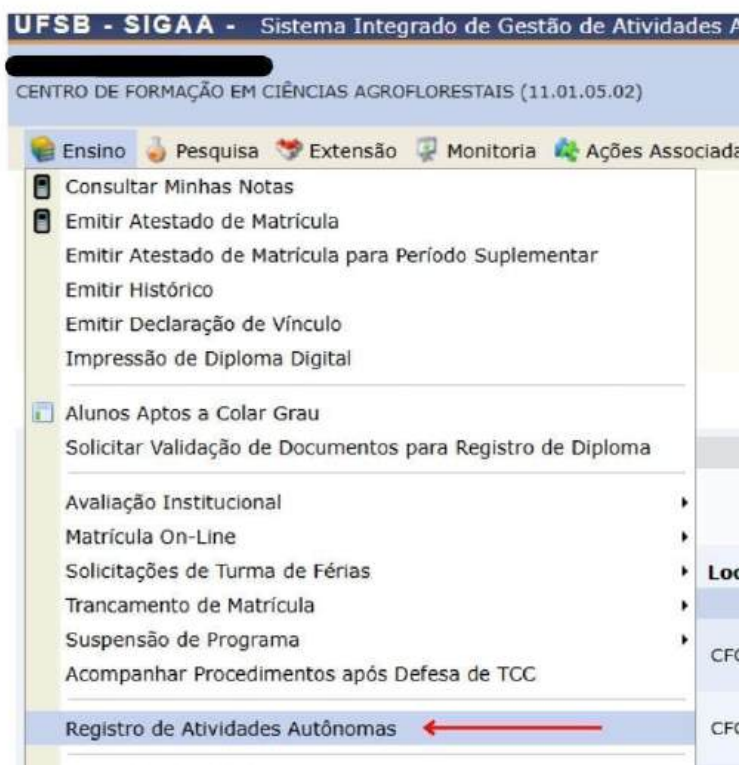 UFSB - SIGAA - Sistema Integrado de Gestão de Atividades A
CENTRO DE FORMAÇÃO EM CIÊNCIAS AGROFLORESTAIS (11.01.05.02)
Ensino Pesquisa Extensão Monitoria Ações Associada
Consultar Minhas Notas
Emitir Atestado de Matrícula
Emitir Atestado de Matrícula para Período Suplementar
Emitir Histórico
Emitir Declaração de Vínculo
Impressão de Diploma Digital
Alunos Aptos a Colar Grau
Solicitar Validação de Documentos para Registro de Diploma
Avaliação Institucional
Matrícula On-Line
Solicitações de Turma de Férias
Loc
Trancamento de Matrícula
Suspensão de Programa
CFC
Acompanhar Procedimentos após Defesa de TCC
Registro de Atividades Autônomas
CFC